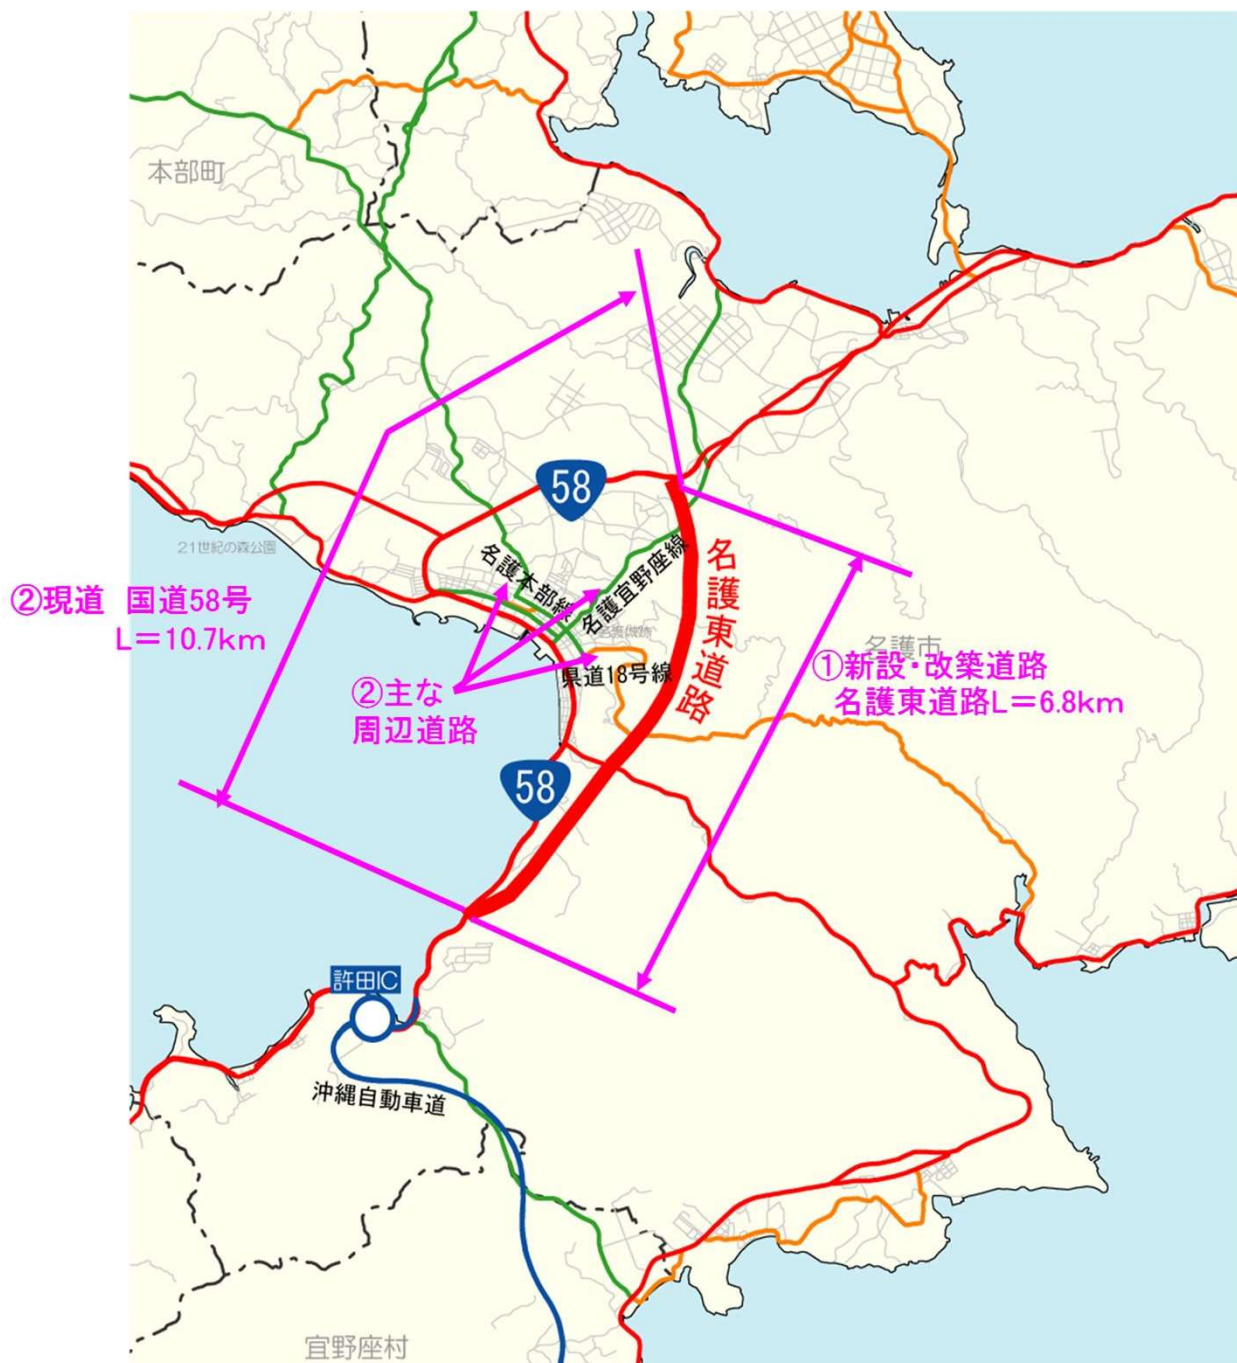 本部町
58
21世紀の森公園
名護本部線
名護宜野座線
名護東道路
②現道 国道58号
L=10.7km
名護城跡
名護市
県道18号線
①新設・改築道路
名護東道路L=6.8km
②主な
周辺道路
58
許田IC
沖縄自動車道
宜野座村